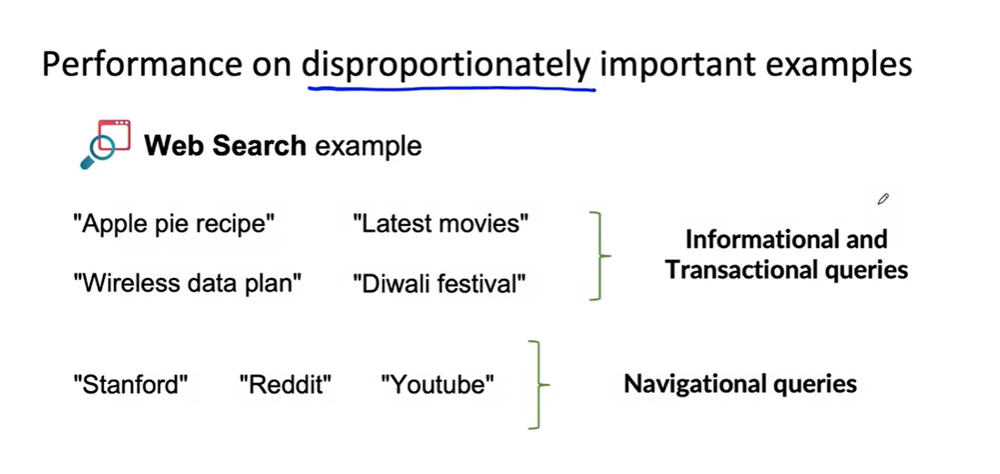 Performance on disproportionately important examples
Web Search example
"Apple pie recipe" "Latest movies"
"Wireless data plan" "Diwali festival"
Informational and
Transactional queries
"Stanford" "Reddit" "Youtube"
Navigational queries